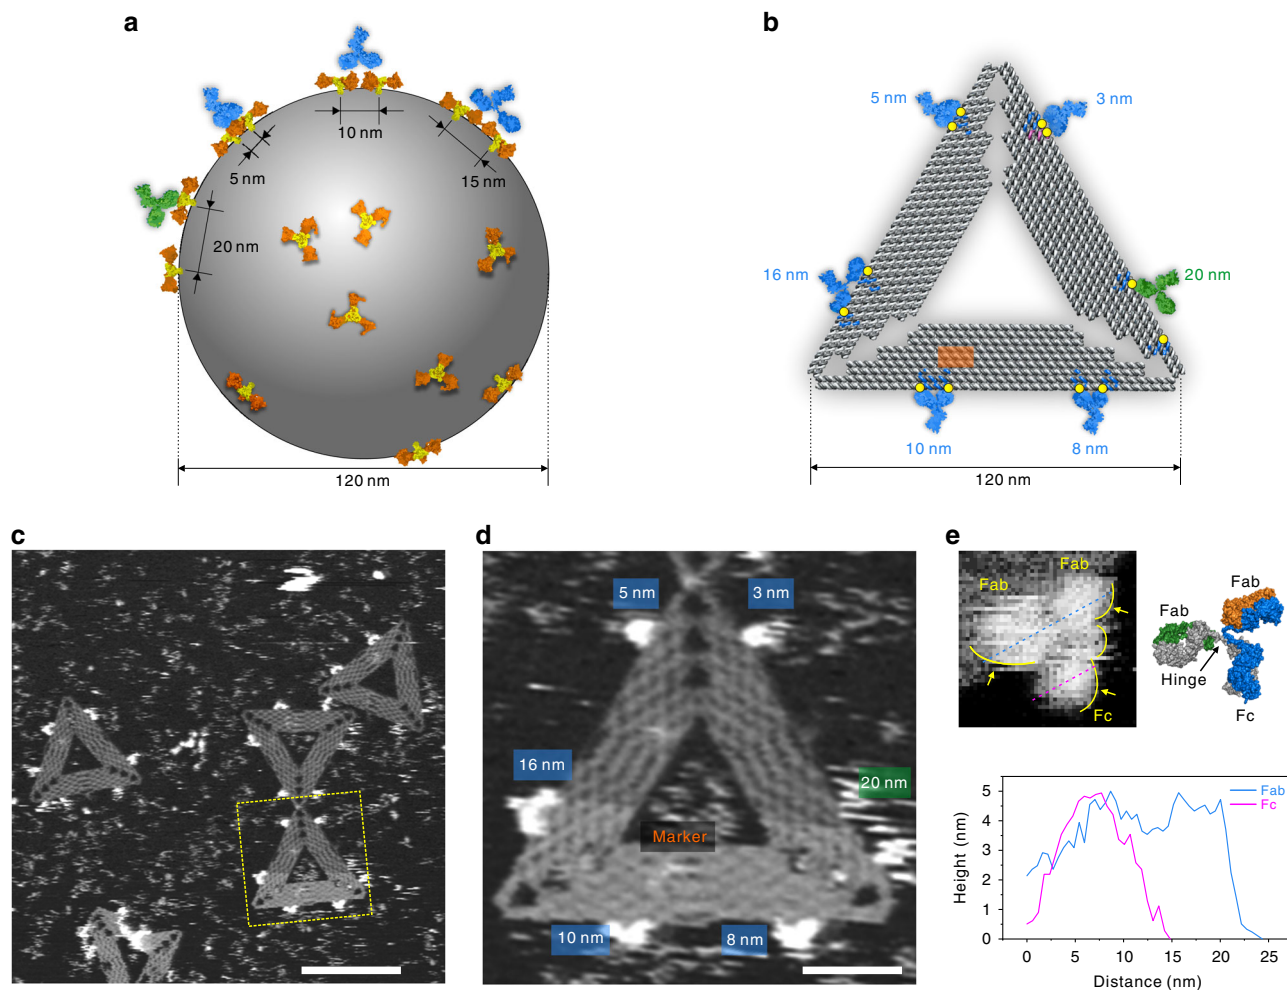 a
10 nm
5 nm
15 nm
20 nm
120 nm
b
5 nm
3 nm
16 nm
20 nm
10 nm
8 nm
120 nm
c
d
5 nm
3 nm
16 nm
20 nm
Marker
10 nm
8 nm
e
Fab
Fab
Fc
Fab
Fab
Hinge
Fc
Fab
Fc
Height (nm)
5
4
3
2
1
0
0
5
10
15
20
25
Distance (nm)